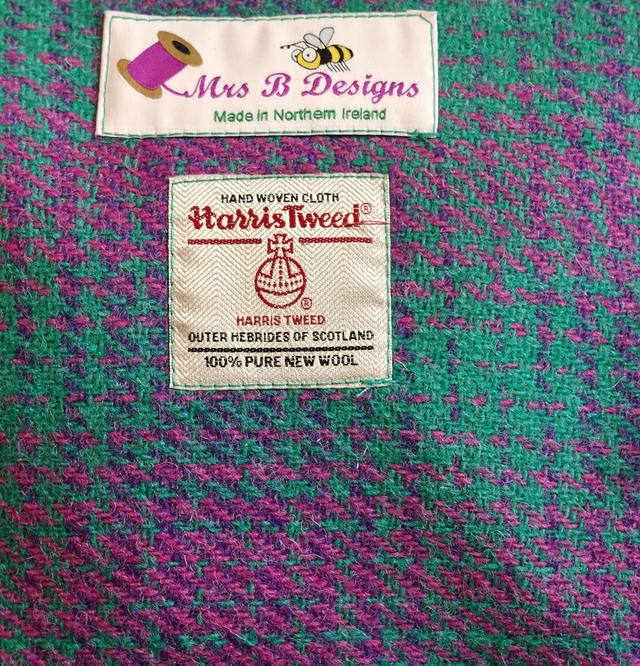 Mrs B Designs
Made in Northern Ireland
HAND WOVEN CLOTH
Harris Tweed®
®
HARRIS TWEED
OUTER HEBRIDES OF SCOTLAND
100% PURE NEW WOOL